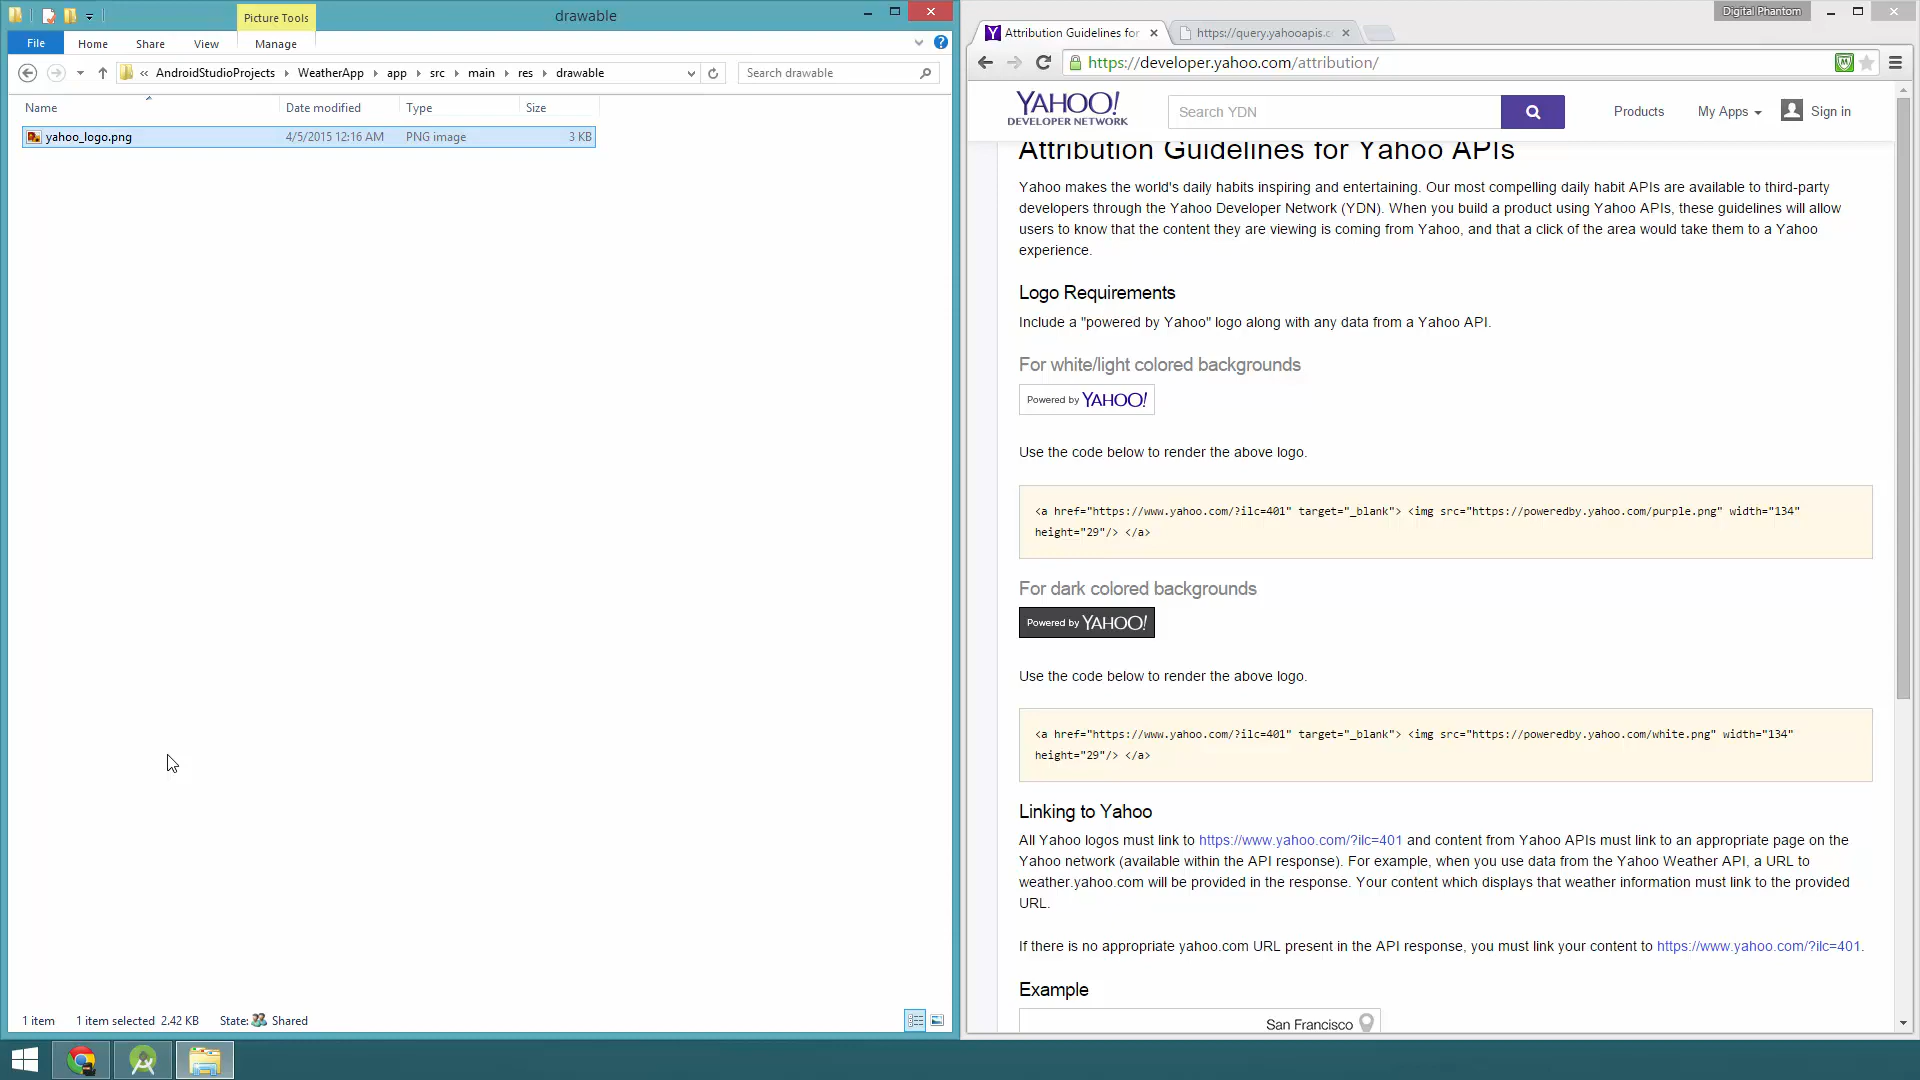 Picture Tools
drawable
File
Home
Share
View
Manage
« AndroidStudioProjects
WeatherApp
app
src
main
res
drawable
Search drawable
Name
Date modified
Type
Size
yahoo_logo.png
4/5/2015 12:16 AM
PNG image
3 KB
1 item
1 item selected 2.42 KB
State: Shared
Digital Phantom
Attribution Guidelines for
https://query.yahooapis.c
https://developer.yahoo.com/attribution/
YAHOO!
DEVELOPER NETWORK
Search YDN
Products
My Apps
Sign in
Attribution Guidelines for Yahoo APIs
Yahoo makes the world's daily habits inspiring and entertaining. Our most compelling daily habit APIs are available to third-party
developers through the Yahoo Developer Network (YDN). When you build a product using Yahoo APIs, these guidelines will allow
users to know that the content they are viewing is coming from Yahoo, and that a click of the area would take them to a Yahoo
experience.
Logo Requirements
Include a "powered by Yahoo" logo along with any data from a Yahoo API.
For white/light colored backgrounds
Powered by YAHOO!
Use the code below to render the above logo.
<a href="https://www.yahoo.com/?ilc=401" target="_blank"> <img src="https://poweredby.yahoo.com/purple.png" width="134"
height="29"/> </a>
For dark colored backgrounds
Powered by YAHOO!
Use the code below to render the above logo.
<a href="https://www.yahoo.com/?ilc=401" target="_blank"> <img src="https://poweredby.yahoo.com/white.png" width="134"
height="29"/> </a>
Linking to Yahoo
All Yahoo logos must link to https://www.yahoo.com/?ilc=401 and content from Yahoo APIs must link to an appropriate page on the
Yahoo network (available within the API response). For example, when you use data from the Yahoo Weather API, a URL to
weather.yahoo.com will be provided in the response. Your content which displays that weather information must link to the provided
URL.
If there is no appropriate yahoo.com URL present in the API response, you must link your content to https://www.yahoo.com/?ilc=401.
Example
San Francisco